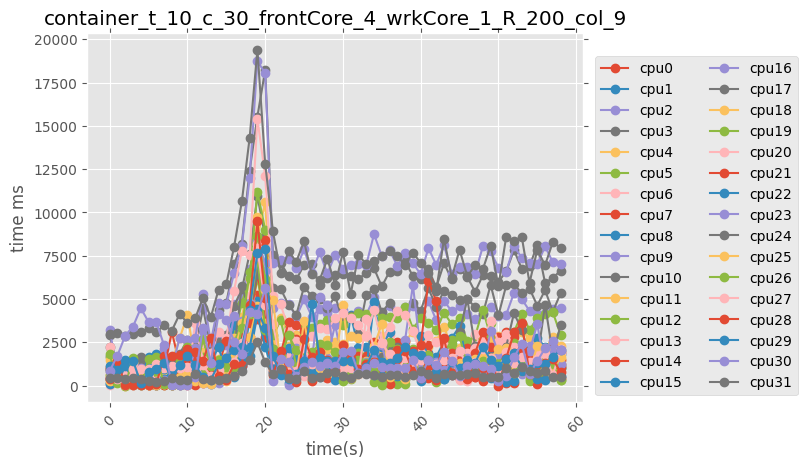 container_t_10_c_30_frontCore_4_wrkCore_1_R_200_col_9
time ms
20000
17500
15000
12500
10000
7500
5000
2500
0
0
10
20
30
40
50
60
time(s)
cpu0
cpu1
cpu2
cpu3
cpu4
cpu5
cpu6
cpu7
cpu8
cpu9
cpu10
cpu11
cpu12
cpu13
cpu14
cpu15
cpu16
cpu17
cpu18
cpu19
cpu20
cpu21
cpu22
cpu23
cpu24
cpu25
cpu26
cpu27
cpu28
cpu29
cpu30
cpu31